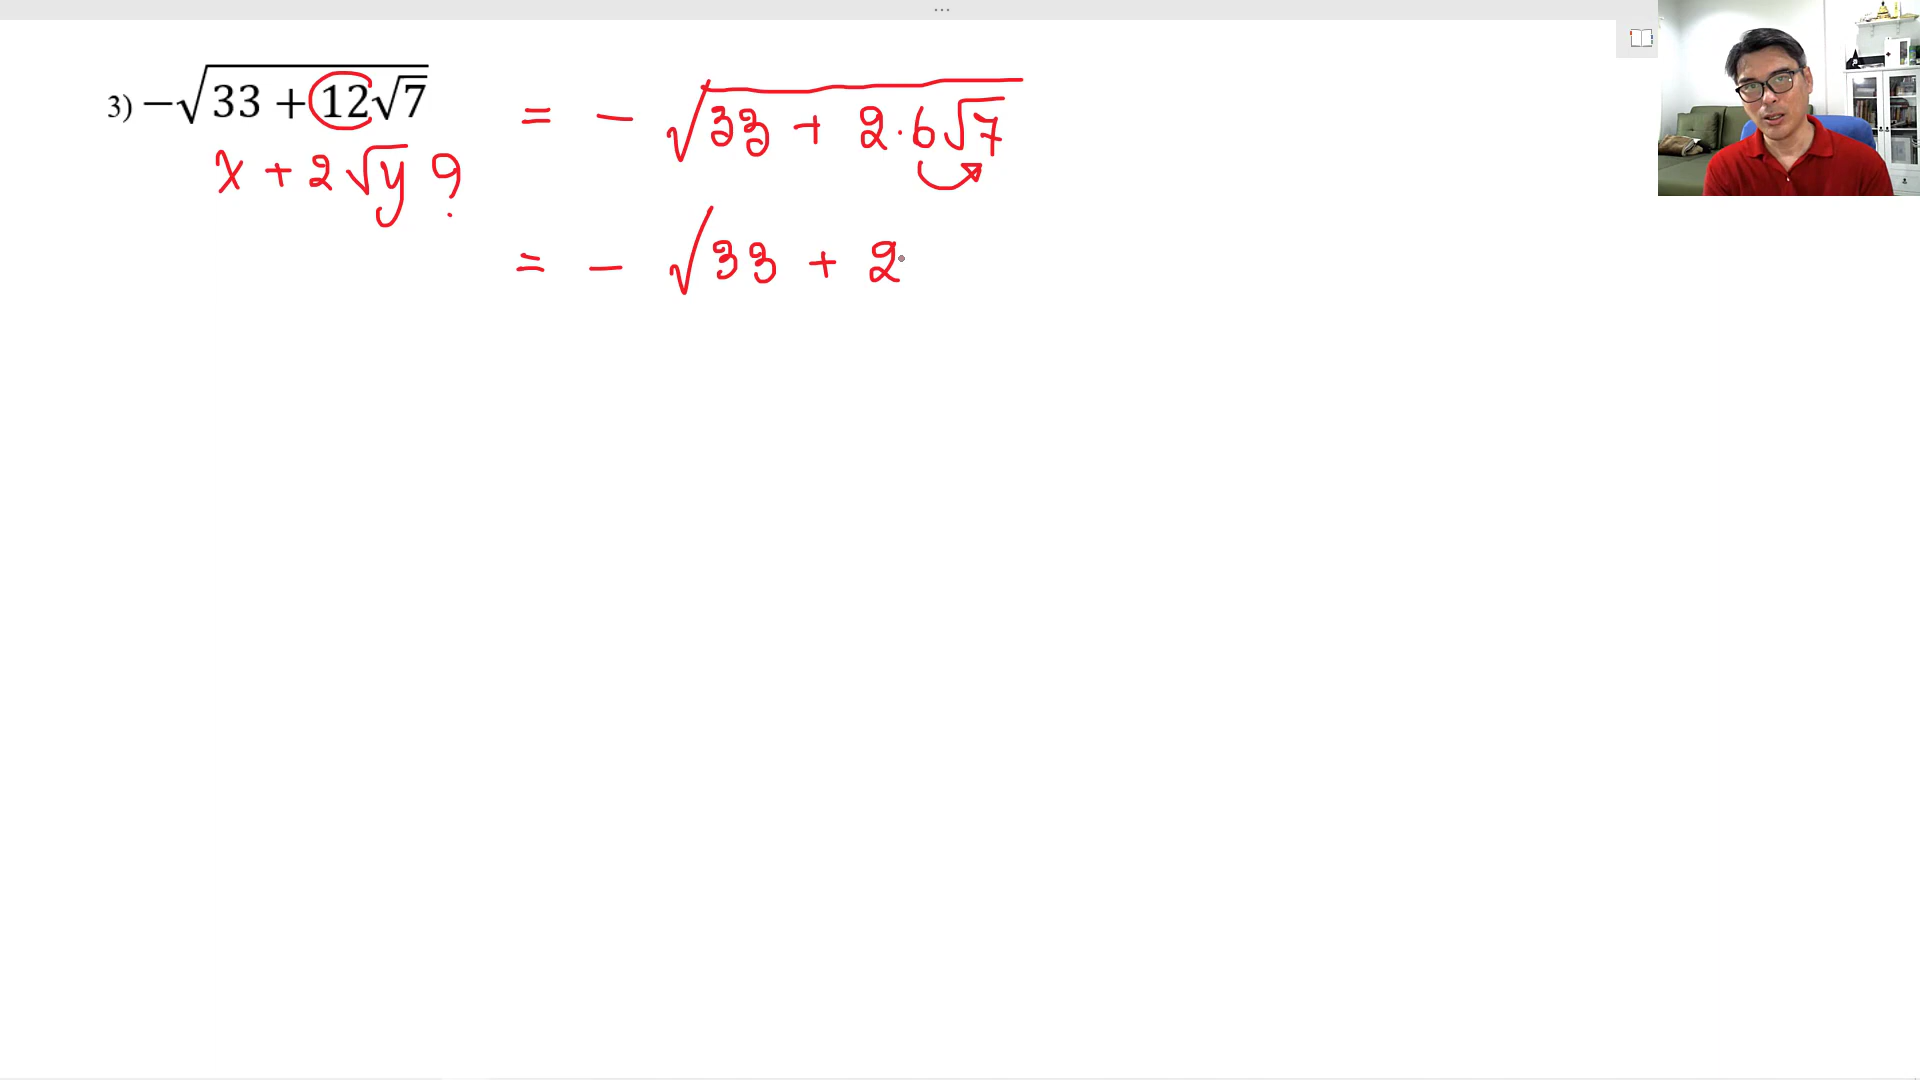 3) −√(33 + 12√7) = − √(33 + 2·6√7)
x + 2√y ?
= − √33 + 2